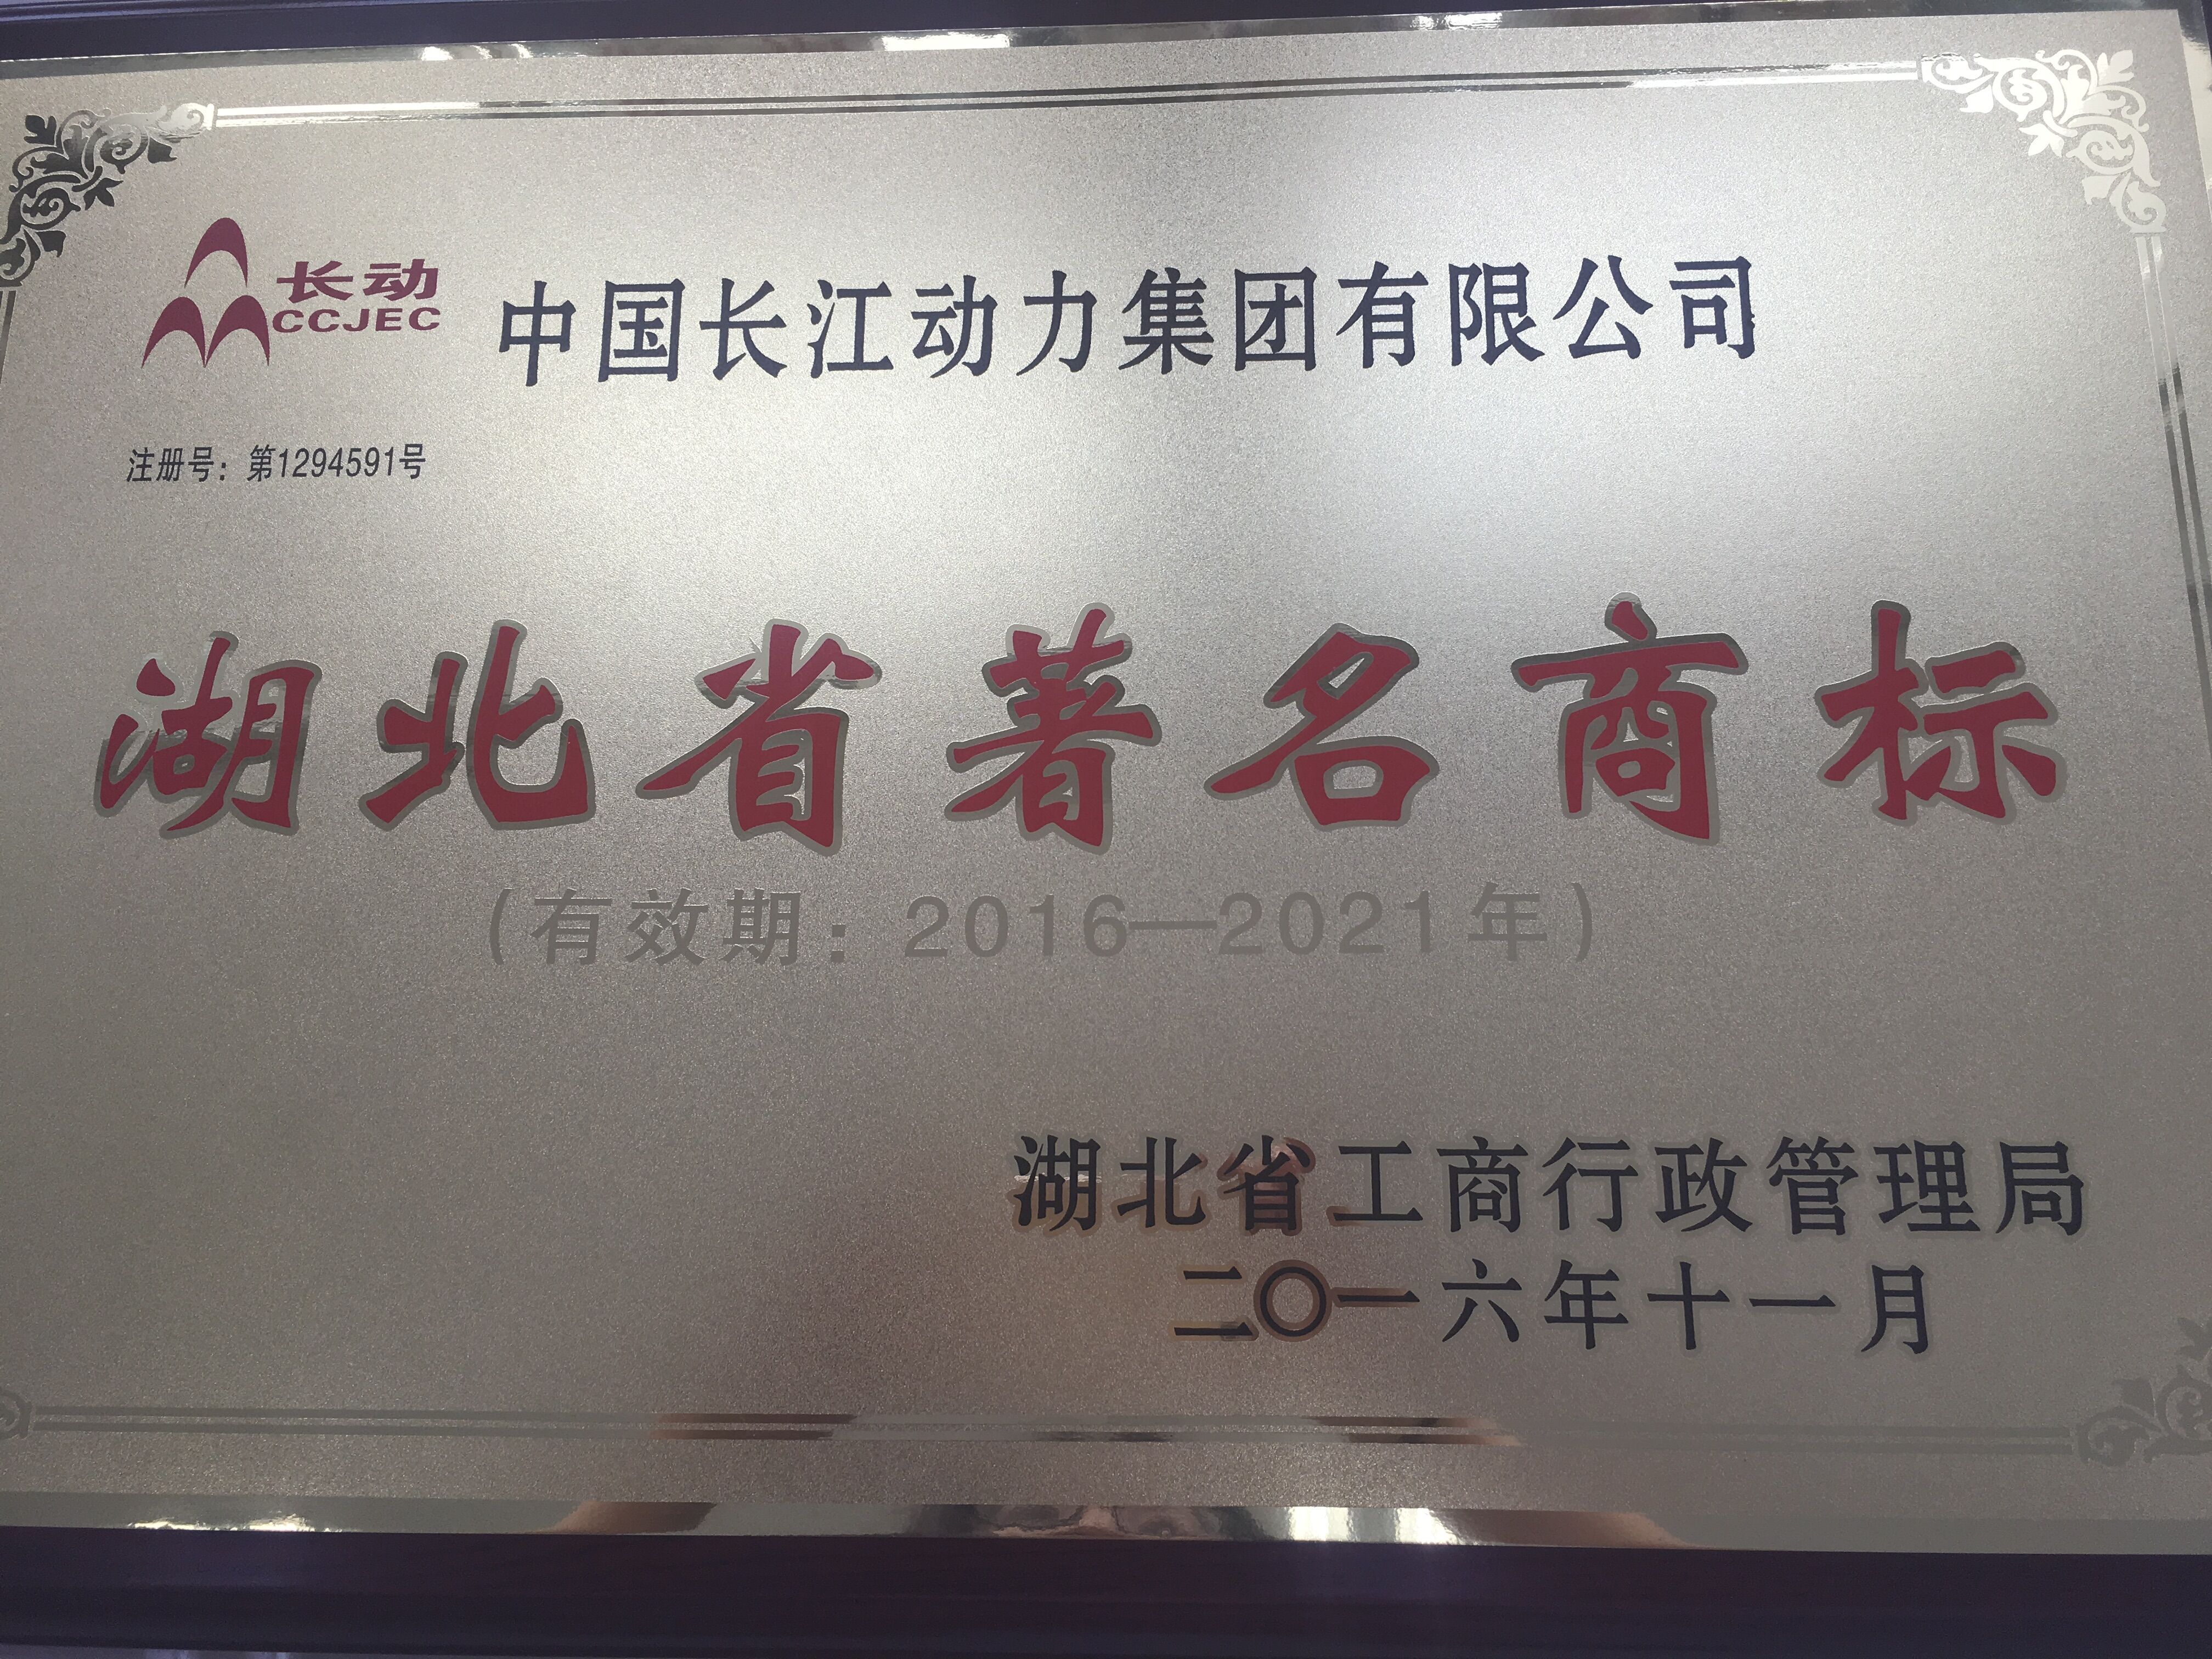 长动
CCJEC
中国长江动力集团有限公司
注册号：第1294591号
湖北省著名商标
（有效期：2016—2021年）
湖北省工商行政管理局
二〇一六年十一月